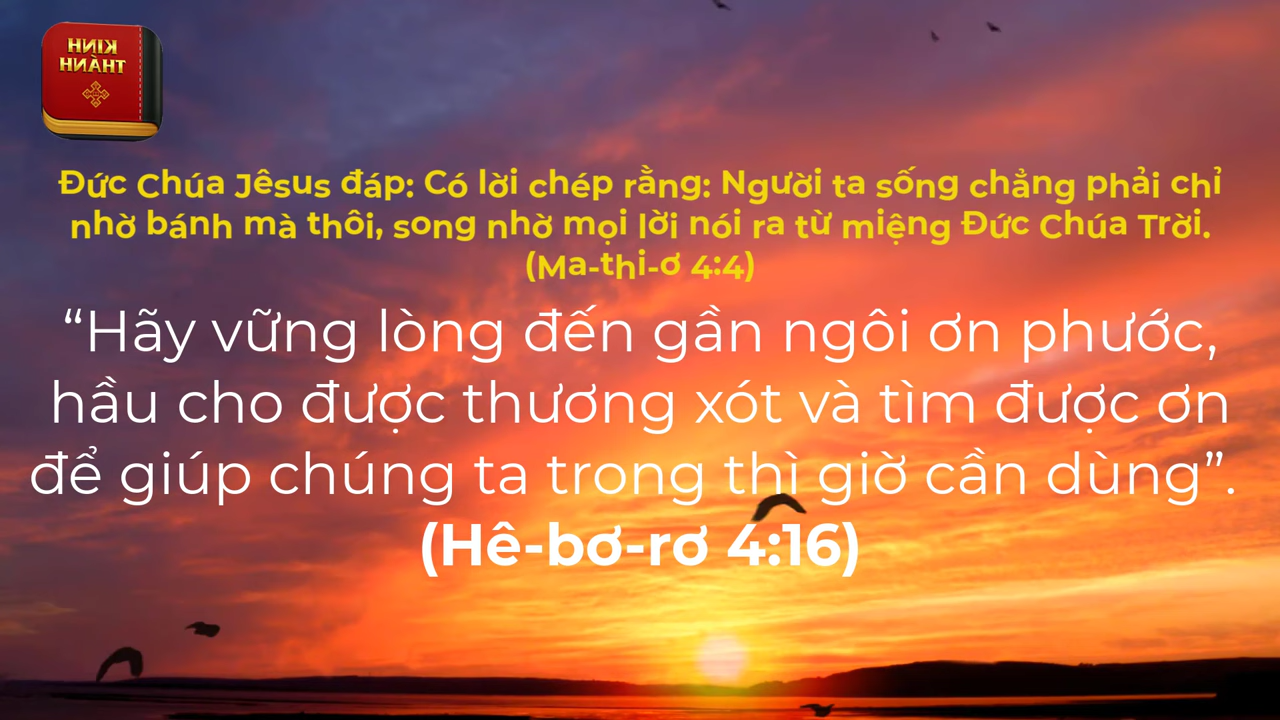 KINH
THÁNH
Đức Chúa Jêsus đáp: Có lời chép rằng: Người ta sống chẳng phải chỉ
nhờ bánh mà thôi, song nhờ mọi lời nói ra từ miệng Đức Chúa Trời.
(Ma-thi-ơ 4:4)
“Hãy vững lòng đến gần ngôi ơn phước,
hầu cho được thương xót và tìm được ơn
để giúp chúng ta trong thì giờ cần dùng”.
(Hê-bơ-rơ 4:16)